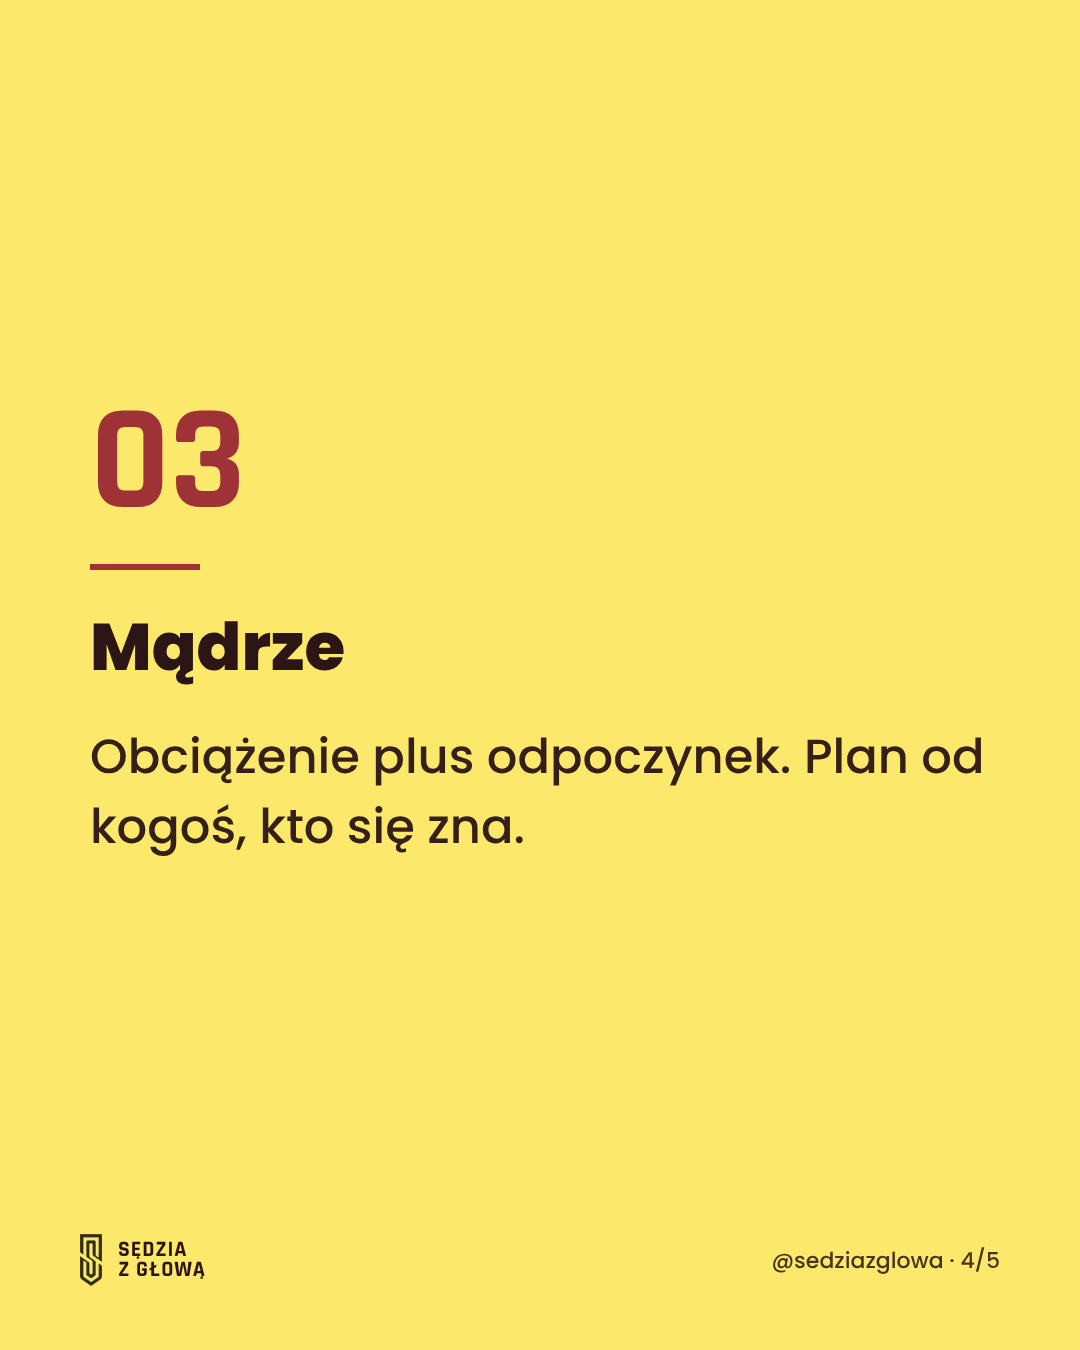 03
Mądrze
Obciążenie plus odpoczynek. Plan od
kogoś, kto się zna.
SĘDZIA
Z GŁOWĄ
@sedziazglowa · 4/5